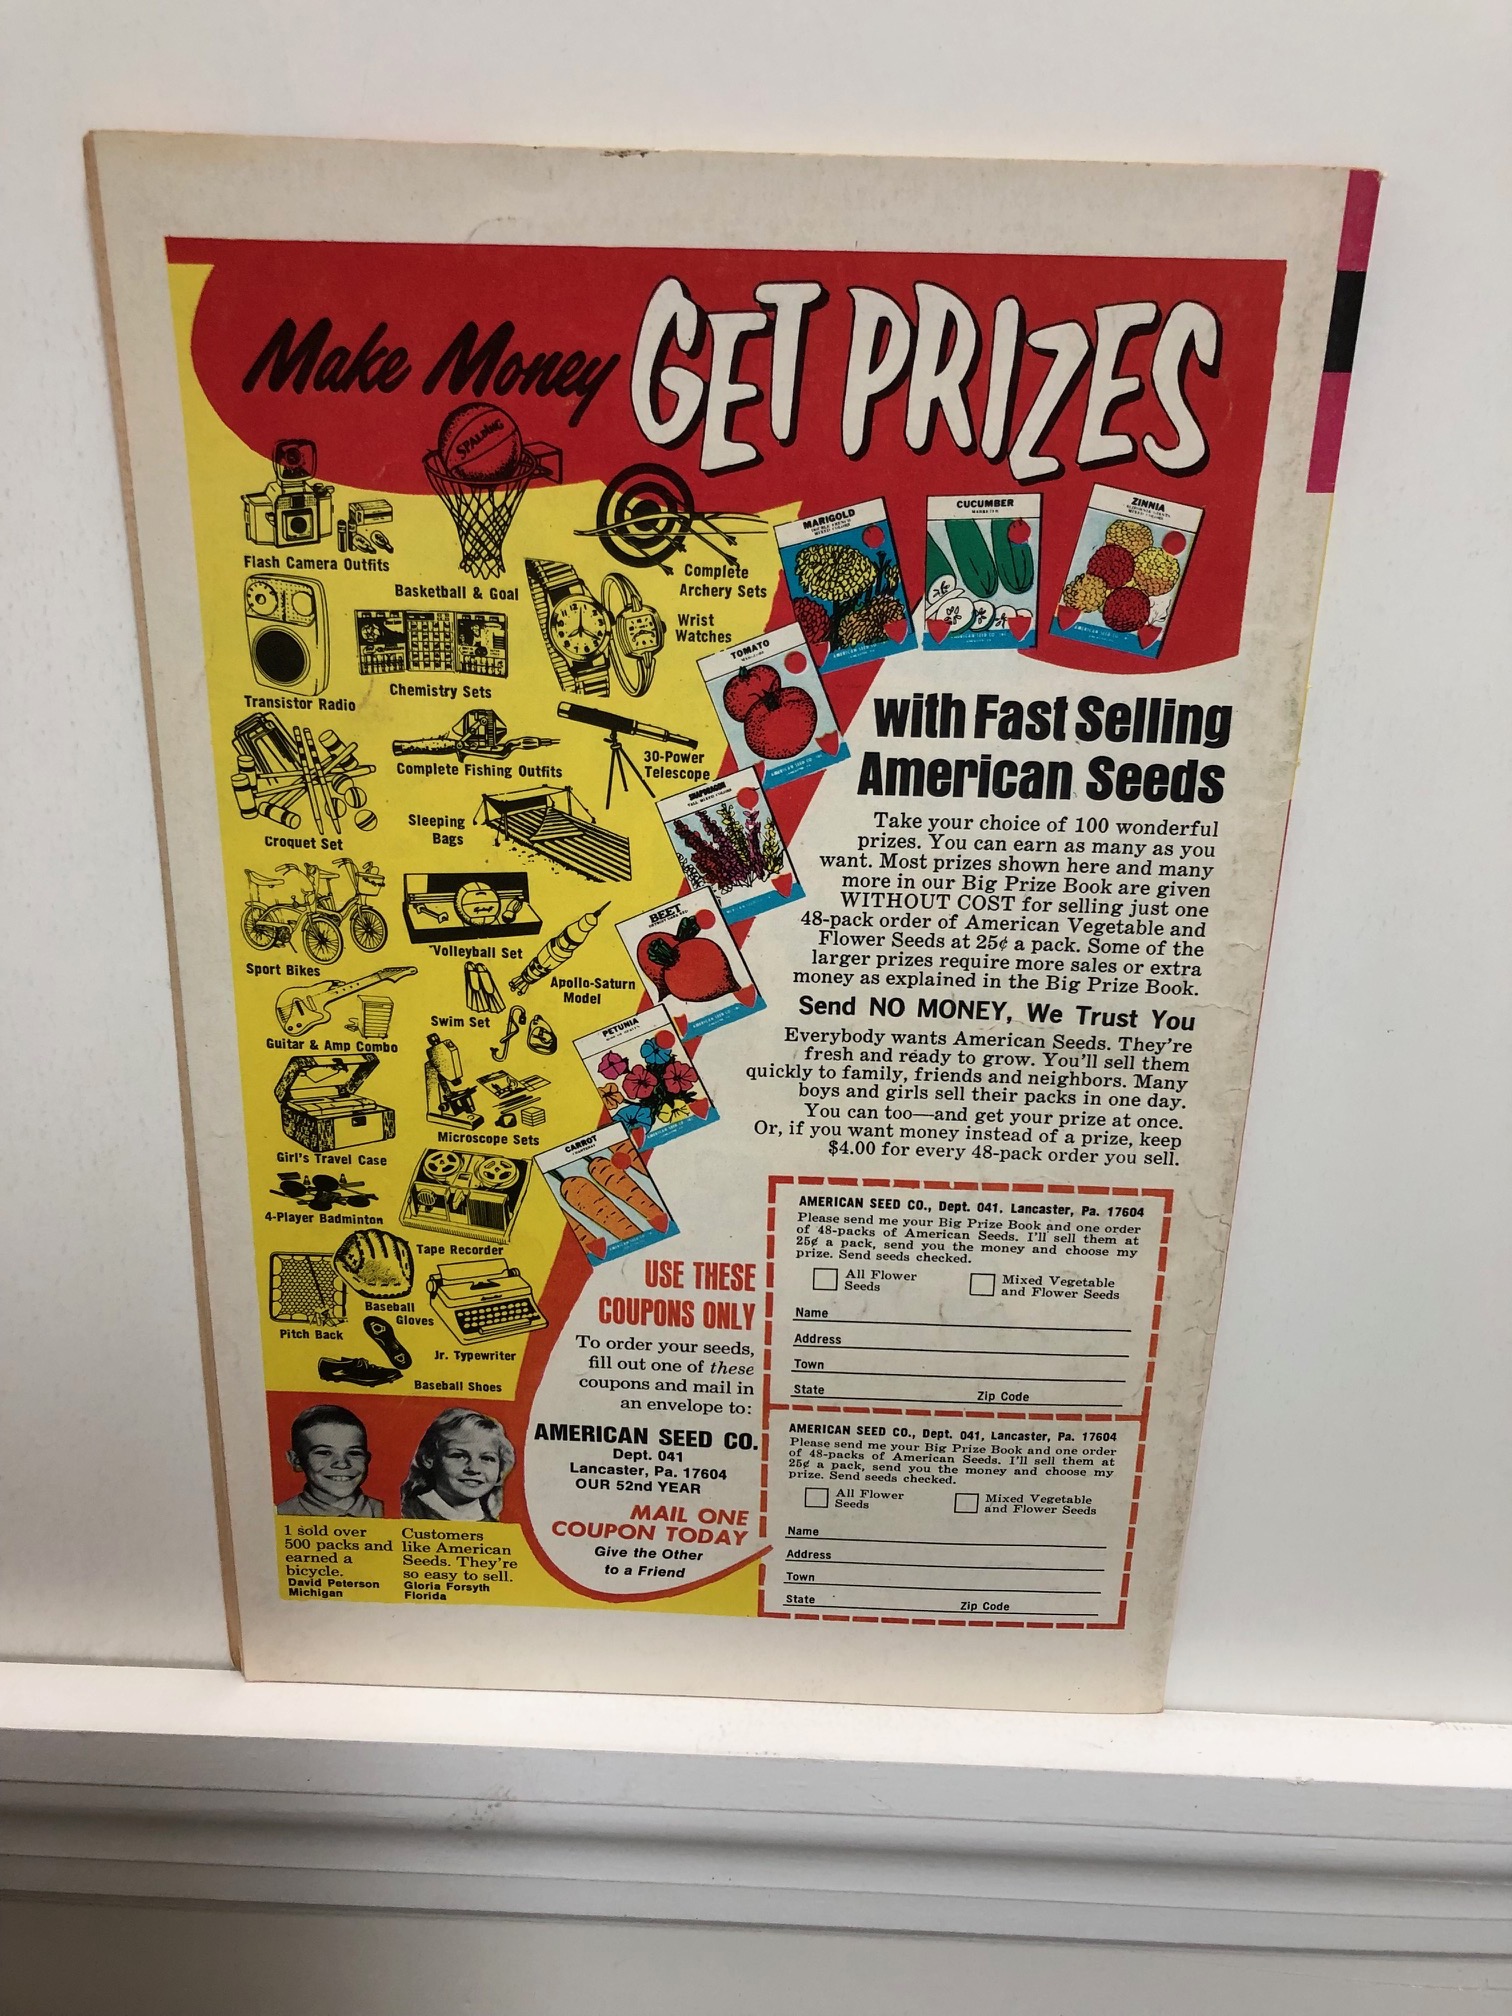 Make Money GET PRIZES
SPALDING
Flash Camera Outfits
Basketball & Goal
Complete
Archery Sets
Wrist
Watches
Transistor Radio
Chemistry Sets
Complete Fishing Outfits
30-Power
Telescope
Croquet Set
Sleeping
Bags
Sport Bikes
Volleyball Set
Apollo-Saturn
Model
Swim Set
Guitar & Amp Combo
Girl's Travel Case
Microscope Sets
4-Player Badminton
Tape Recorder
Pitch Back
Baseball
Gloves
Jr. Typewriter
Baseball Shoes
MARIGOLD
CUCUMBER
ZINNIA
TOMATO
SNAPDRAGON
BEET
PETUNIA
CARROT
with Fast Selling
American Seeds
Take your choice of 100 wonderful
prizes. You can earn as many as you
want. Most prizes shown here and many
more in our Big Prize Book are given
WITHOUT COST for selling just one
48-pack order of American Vegetable and
Flower Seeds at 25¢ a pack. Some of the
larger prizes require more sales or extra
money as explained in the Big Prize Book.
Send NO MONEY, We Trust You
Everybody wants American Seeds. They're
fresh and ready to grow. You'll sell them
quickly to family, friends and neighbors. Many
boys and girls sell their packs in one day.
You can too—and get your prize at once.
Or, if you want money instead of a prize, keep
$4.00 for every 48-pack order you sell.
USE THESE
COUPONS ONLY
To order your seeds,
fill out one of these
coupons and mail in
an envelope to:
AMERICAN SEED CO.
Dept. 041
Lancaster, Pa. 17604
OUR 52nd YEAR
MAIL ONE
COUPON TODAY
Give the Other
to a Friend
AMERICAN SEED CO., Dept. 041, Lancaster, Pa. 17604
Please send me your Big Prize Book and one order
of 48-packs of American Seeds. I'll sell them at
25¢ a pack, send you the money and choose my
prize. Send seeds checked.
All Flower
Seeds
Mixed Vegetable
and Flower Seeds
Name
Address
Town
State Zip Code
AMERICAN SEED CO., Dept. 041, Lancaster, Pa. 17604
Please send me your Big Prize Book and one order
of 48-packs of American Seeds. I'll sell them at
25¢ a pack, send you the money and choose my
prize. Send seeds checked.
All Flower
Seeds
Mixed Vegetable
and Flower Seeds
Name
Address
Town
State Zip Code
I sold over
500 packs and
earned a
bicycle.
David Peterson
Michigan
Customers
like American
Seeds. They're
so easy to sell.
Gloria Forsyth
Florida